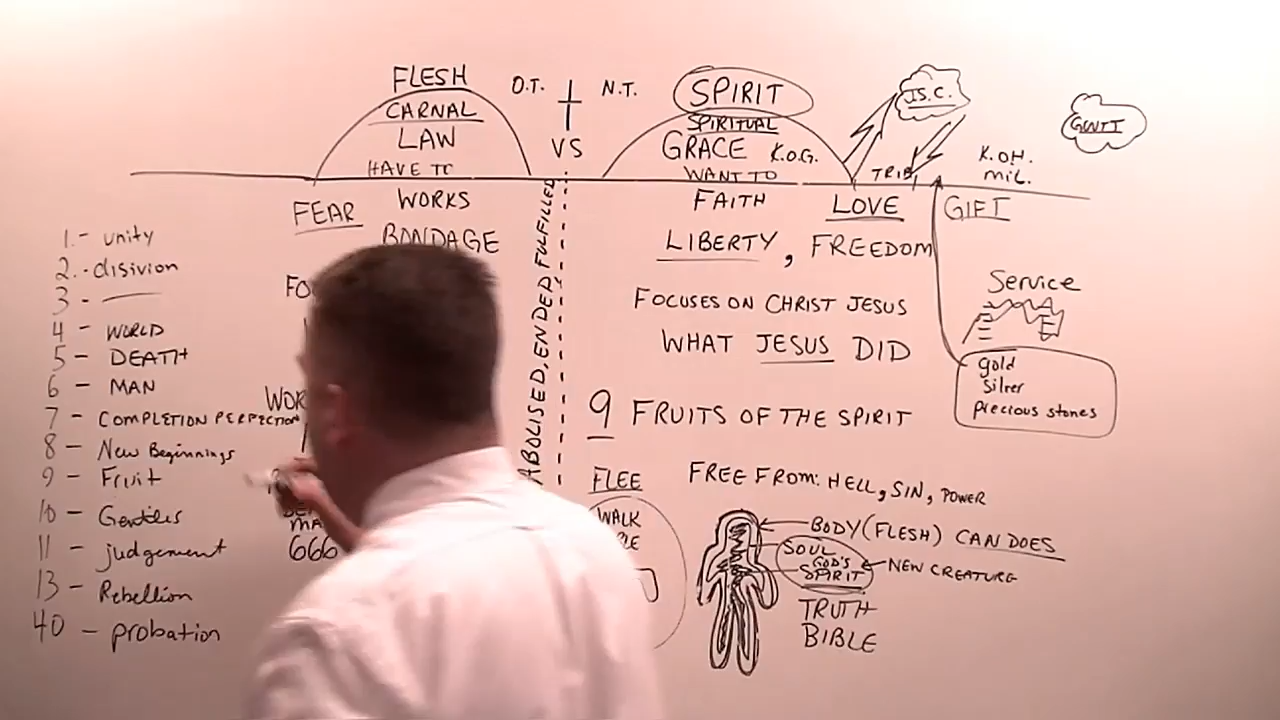 FLESH
CARNAL
LAW
HAVE TO
O.T.
VS
N.T.
SPIRIT
SPIRITUAL
GRACE K.O.G.
WANT TO
J.S.C.
TRIB
K.OH.
MIL.
GWTJ
FEAR
WORKS
BONDAGE
ABOLISED, ENDED, FULFILLED
FAITH
LOVE
GIFT
LIBERTY, FREEDOM
FOCUSES ON CHRIST JESUS
WHAT JESUS DID
Service
gold
Silver
precious stones
1. - unity
2. - disivion
3 -
4 - WORLD
5 - DEATH
6 - MAN
7 - COMPLETION PERFECTION
8 - New Beginnings
9 - Fruit
10 - Gentiles
11 - judgement
13 - Rebellion
40 - probation
666
9 FRUITS OF THE SPIRIT
FLEE
WALK
FREE FROM: HELL, SIN, POWER
BODY (FLESH) CAN DOES
SOUL
GOD'S
SPIRIT
NEW CREATURE
TRUTH
BIBLE